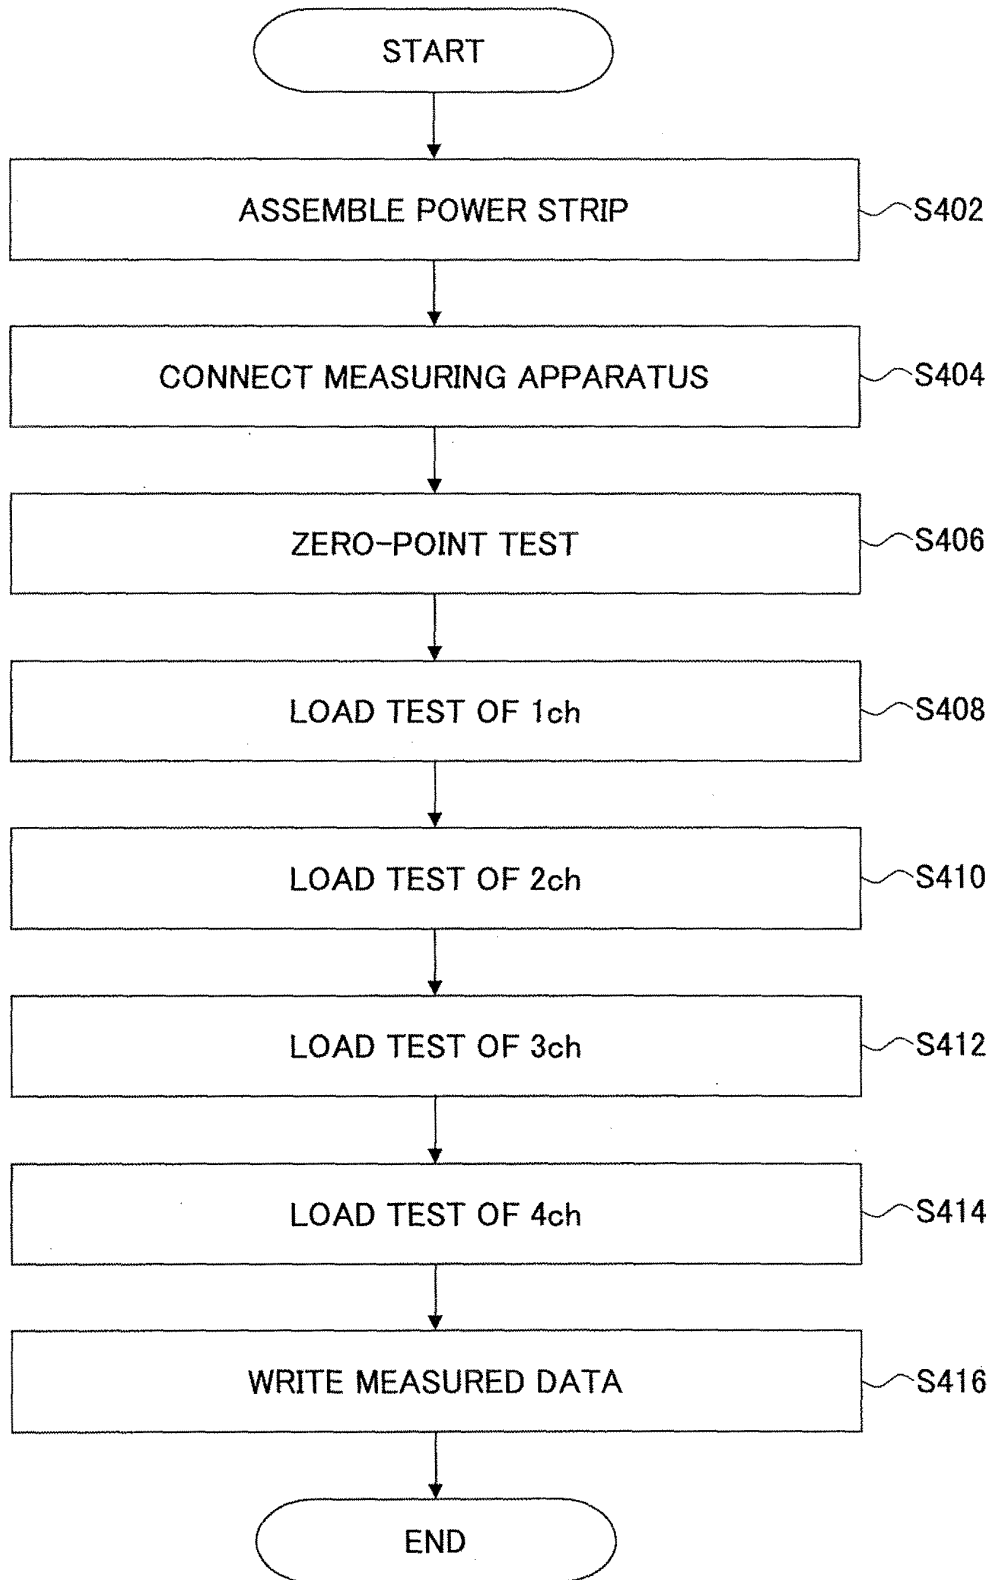 START
ASSEMBLE POWER STRIP S402
CONNECT MEASURING APPARATUS S404
ZERO-POINT TEST S406
LOAD TEST OF 1ch S408
LOAD TEST OF 2ch S410
LOAD TEST OF 3ch S412
LOAD TEST OF 4ch S414
WRITE MEASURED DATA S416
END